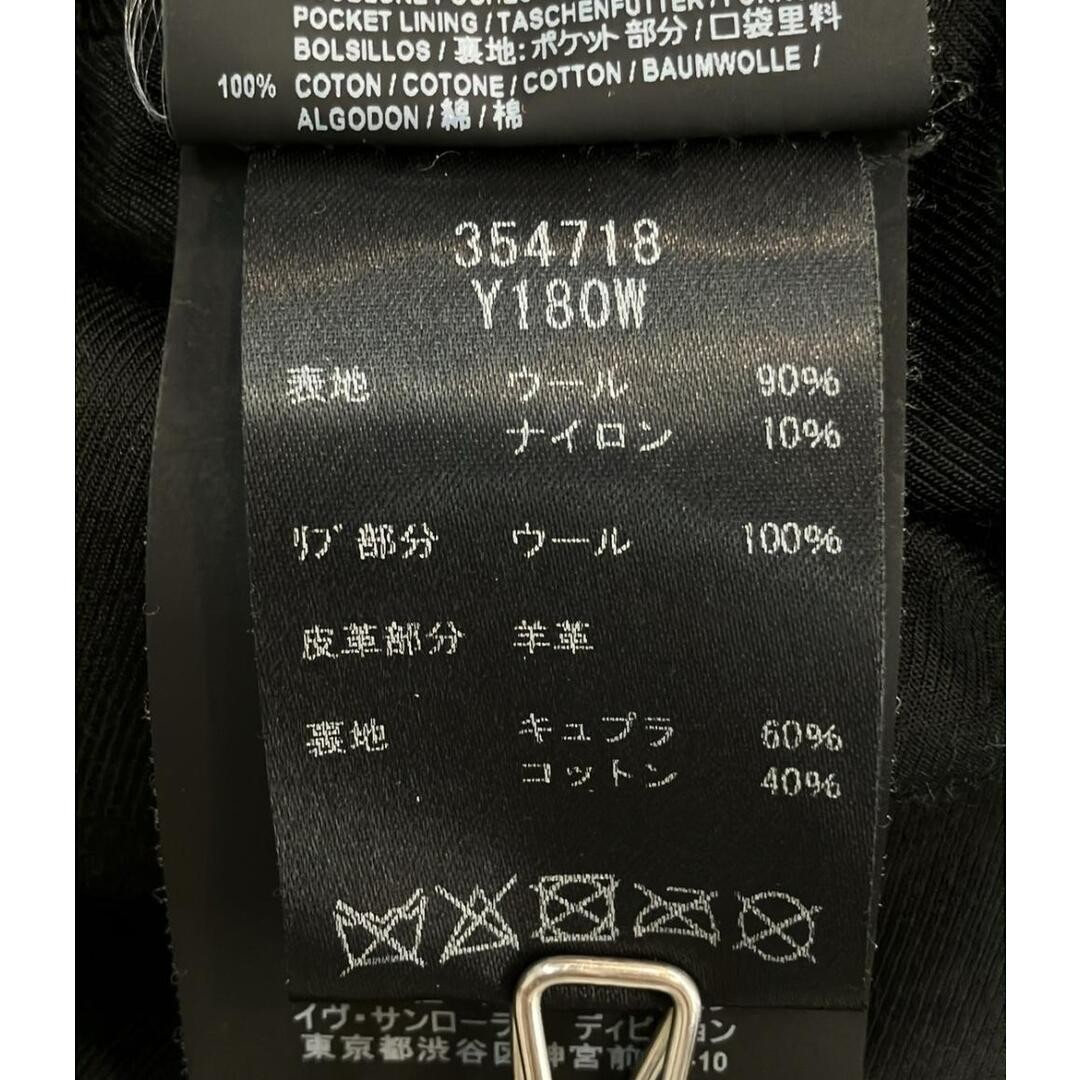 POCKET LINING / TASCHENFUTTER /
BOLSILLOS / 裏地: ポケット部分 / 口袋里料
100% COTON / COTONE / COTTON / BAUMWOLLE /
ALGODON / 綿 / 棉
354718
Y180W
表地 ウール 90%
ナイロン 10%
リブ部分 ウール 100%
皮革部分 羊革
裏地 キュプラ 60%
コットン 40%
イヴ・サンローラ ディビ ョン
東京都渋谷区神宮前 -10